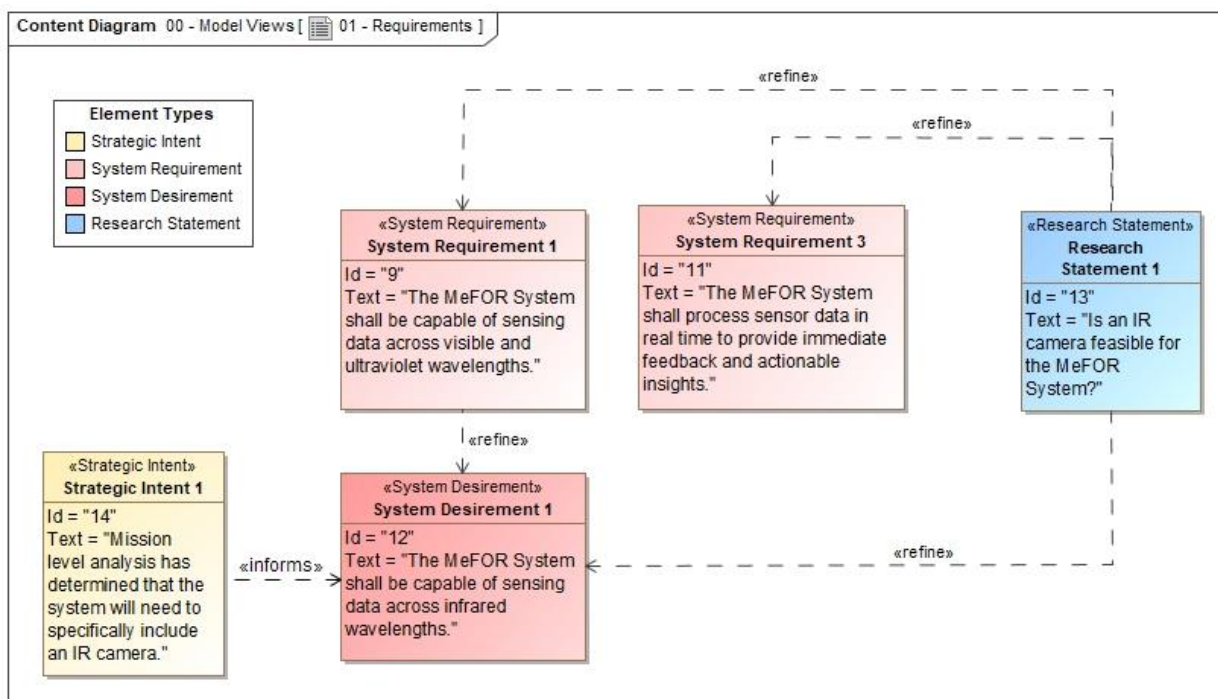 Content Diagram 00 - Model Views [ 01 - Requirements ]
Element Types
Strategic Intent
System Requirement
System Desirement
Research Statement
«refine»
«refine»
«System Requirement»
System Requirement 1
Id = "9"
Text = "The MeFOR System
shall be capable of sensing
data across visible and
ultraviolet wavelengths."
«System Requirement»
System Requirement 3
Id = "11"
Text = "The MeFOR System
shall process sensor data in
real time to provide immediate
feedback and actionable
insights."
«Research Statement»
Research
Statement 1
Id = "13"
Text = "Is an IR
camera feasible for
the MeFOR
System?"
«refine»
«Strategic Intent»
Strategic Intent 1
Id = "14"
Text = "Mission
level analysis has
determined that the
system will need to
specifically include
an IR camera."
«informs»
«System Desirement»
System Desirement 1
Id = "12"
Text = "The MeFOR System
shall be capable of sensing
data across infrared
wavelengths."
«refine»